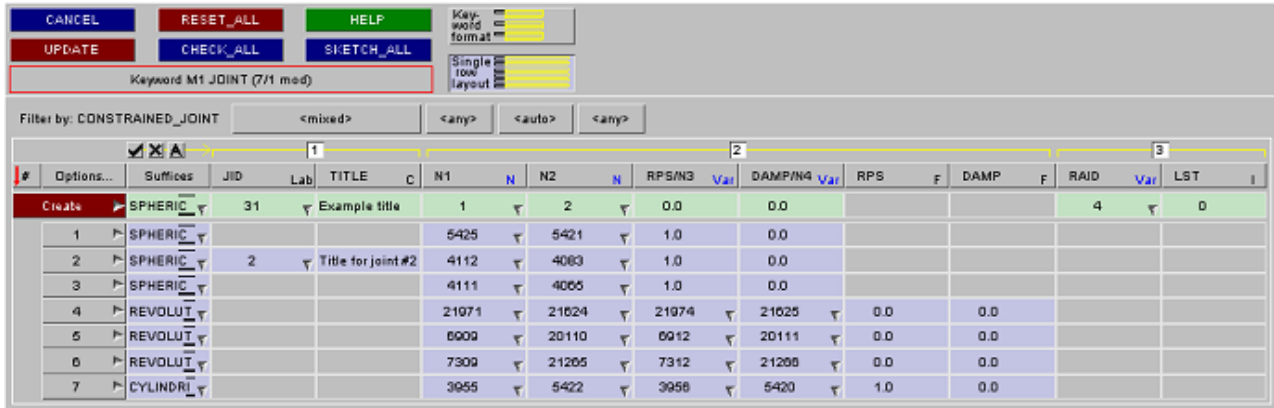 CANCEL RESET_ALL HELP Key-word format
UPDATE CHECK_ALL SKETCH_ALL Single row layout
Keyword M1 JOINT (7/1 mod)
Filter by: CONSTRAINED_JOINT <mixed> <any> <auto> <any>
A 1 2 3
# Options... Suffices JID Lab TITLE C N1 N N2 N RPS/N3 Var DAMP/N4 Var RPS F DAMP F RAID Var LST I
Create SPHERIC 31 Example title 1 2 0.0 0.0 4 0
1 SPHERIC 5425 5421 1.0 0.0
2 SPHERIC 2 Title for joint #2 4112 4083 1.0 0.0
3 SPHERIC 4111 4065 1.0 0.0
4 REVOLUT 21971 21624 21974 21625 0.0 0.0
5 REVOLUT 6909 20110 6912 20111 0.0 0.0
6 REVOLUT 7309 21265 7312 21266 0.0 0.0
7 CYLINDRI 3955 5422 3956 5420 1.0 0.0